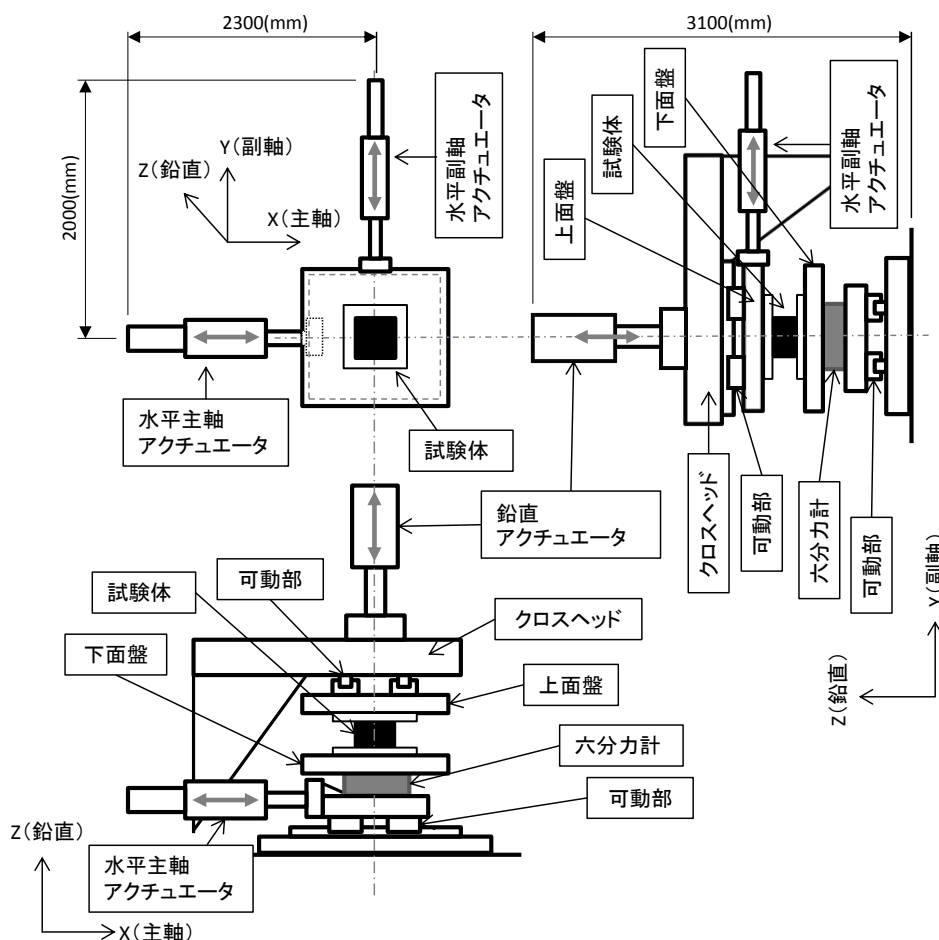 2300(mm)
3100(mm)
2000(mm)
Y(副軸)
Z(鉛直)
X(主軸)
水平副軸
アクチュエータ
上面盤
試験体
下面盤
水平副軸
アクチュエータ
水平主軸
アクチュエータ
試験体
鉛直
アクチュエータ
クロスヘッド
可動部
六分力計
可動部
Y(副軸)
Z(鉛直)
可動部
試験体
下面盤
クロスヘッド
上面盤
六分力計
可動部
Z(鉛直)
水平主軸
アクチュエータ
X(主軸)